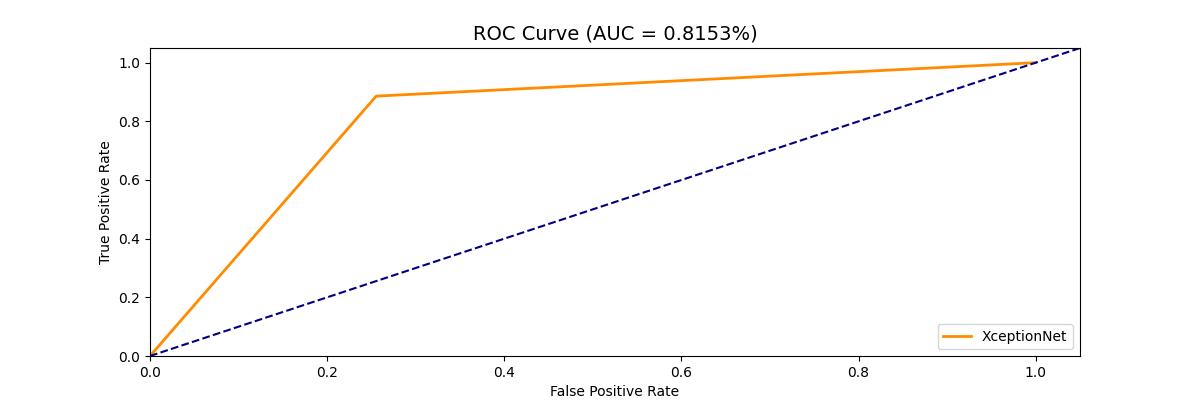 ROC Curve (AUC = 0.8153%)
1.0
0.8
0.6
0.4
0.2
0.0
True Positive Rate
0.0 0.2 0.4 0.6 0.8 1.0
False Positive Rate
XceptionNet